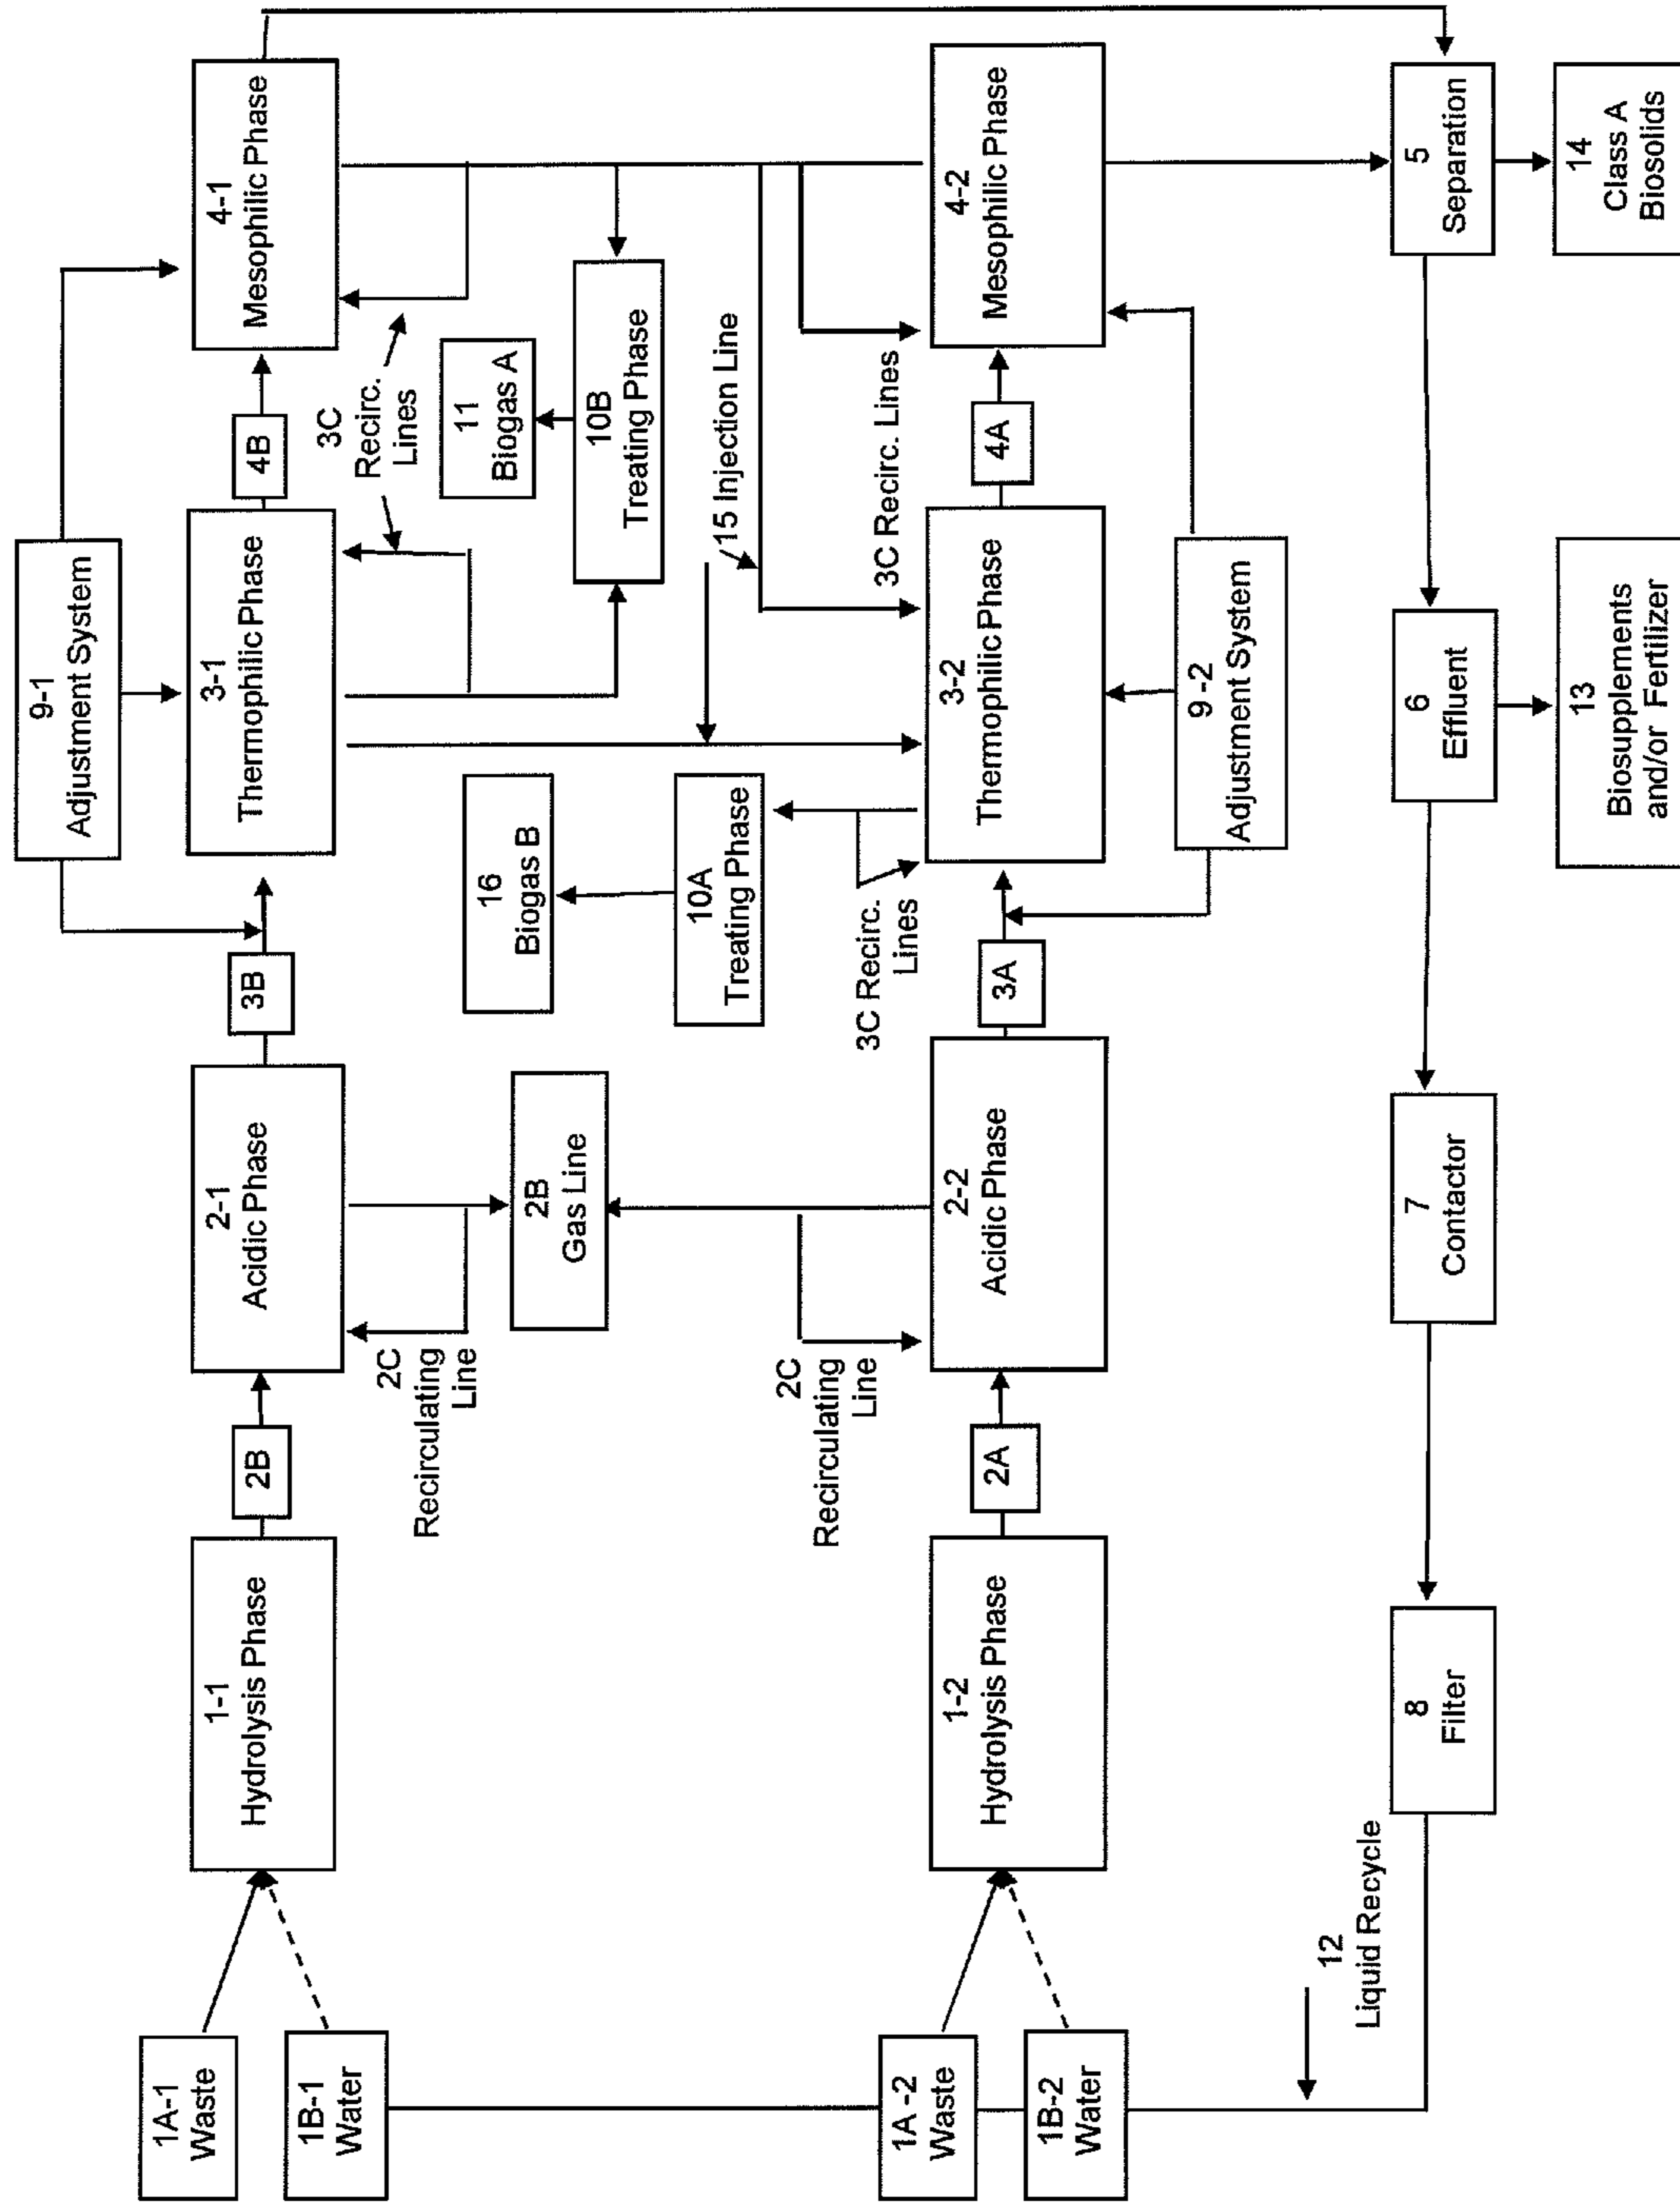 1A-1
Waste
1B-1
Water
1-1
Hydrolysis Phase
2B
2-1
Acidic Phase
3B
9-1
Adjustment System
3-1
Thermophilic Phase
4B
4-1
Mesophilic Phase
2C
Recirculating
Line
2B
Gas Line
3C
Recirc.
Lines
11
Biogas A
10B
Treating Phase
16
Biogas B
10A
Treating Phase
15 Injection Line
2C
Recirculating
Line
3C Recirc.
Lines
3C Recirc. Lines
1A -2
Waste
1B-2
Water
1-2
Hydrolysis Phase
2A
2-2
Acidic Phase
3A
3-2
Thermophilic Phase
4A
4-2
Mesophilic Phase
9 -2
Adjustment System
12
Liquid Recycle
8
Filter
7
Contactor
6
Effluent
5
Separation
13
Biosupplements
and/or Fertilizer
14
Class A
Biosolids